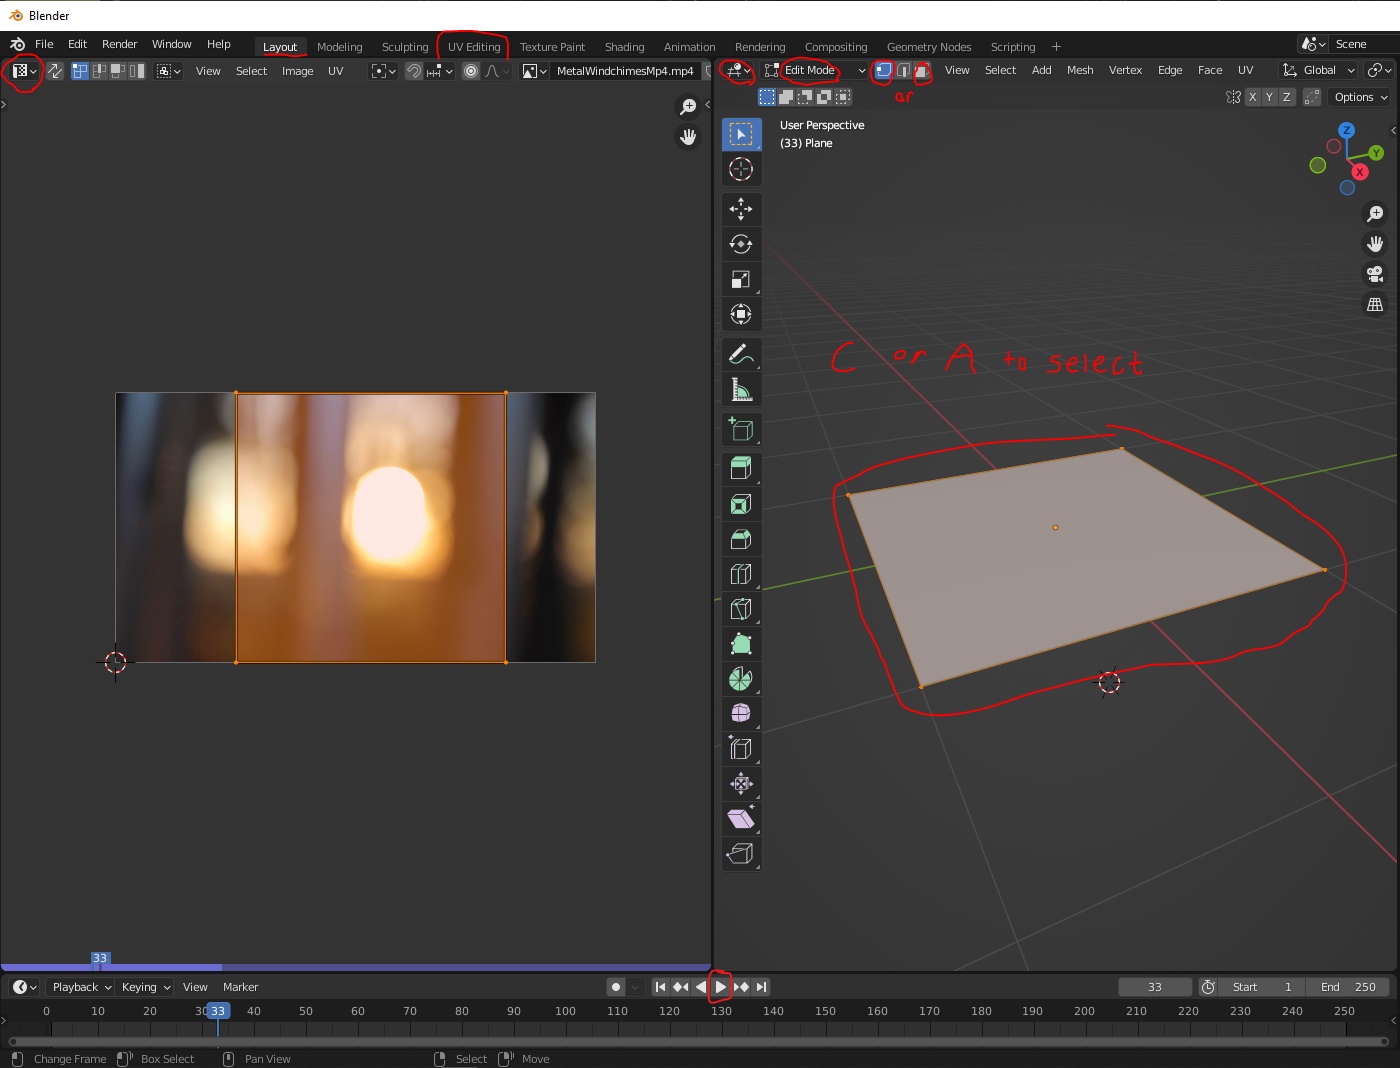 Blender
File Edit Render Window Help Layout Modeling Sculpting UV Editing Texture Paint Shading Animation Rendering Compositing Geometry Nodes Scripting + Scene
View Select Image UV MetalWindchimesMp4.mp4 Edit Mode View Select Add Mesh Vertex Edge Face UV Global
or X Y Z Options
User Perspective
(33) Plane
Z
Y
X
C or A to select
33
Playback Keying View Marker 33 Start 1 End 250
0 10 20 30 33 40 50 60 70 80 90 100 110 120 130 140 150 160 170 180 190 200 210 220 230 240 250
Change Frame Box Select Pan View Select Move